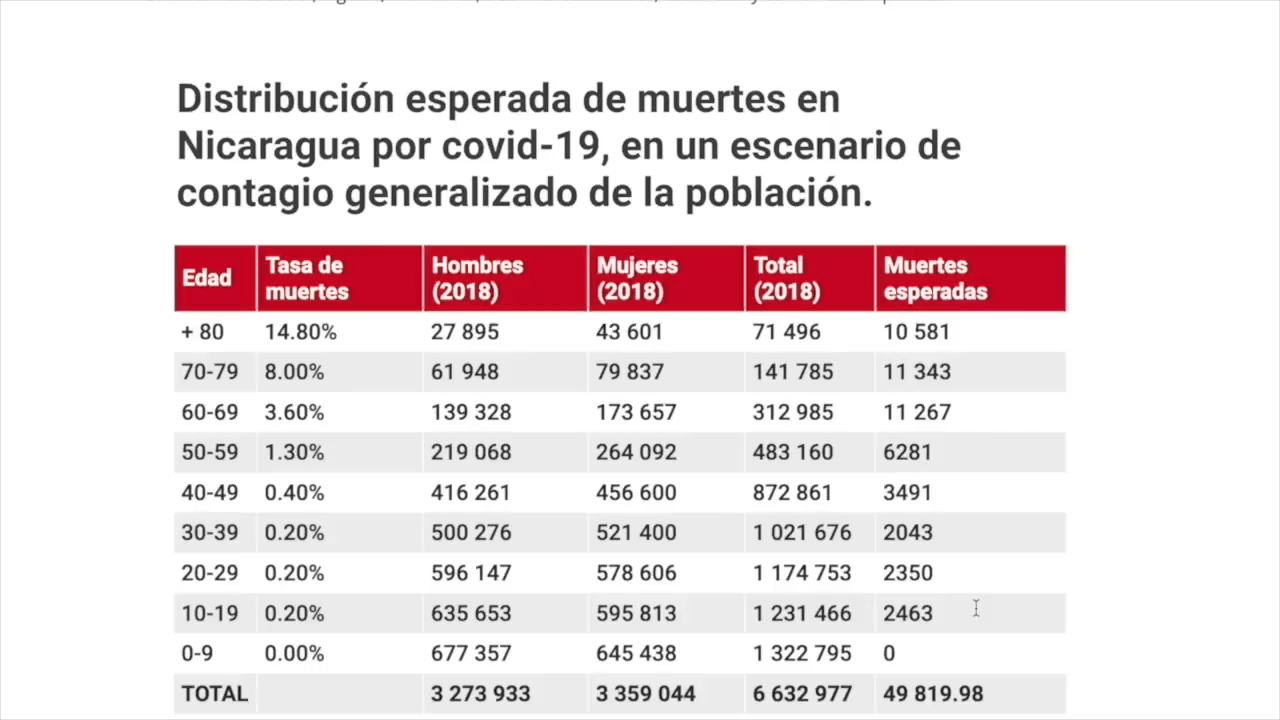 Distribución esperada de muertes en
Nicaragua por covid-19, en un escenario de
contagio generalizado de la población.
Edad Tasa de muertes Hombres (2018) Mujeres (2018) Total (2018) Muertes esperadas
+ 80 14.80% 27 895 43 601 71 496 10 581
70-79 8.00% 61 948 79 837 141 785 11 343
60-69 3.60% 139 328 173 657 312 985 11 267
50-59 1.30% 219 068 264 092 483 160 6281
40-49 0.40% 416 261 456 600 872 861 3491
30-39 0.20% 500 276 521 400 1 021 676 2043
20-29 0.20% 596 147 578 606 1 174 753 2350
10-19 0.20% 635 653 595 813 1 231 466 2463
0-9 0.00% 677 357 645 438 1 322 795 0
TOTAL 3 273 933 3 359 044 6 632 977 49 819.98